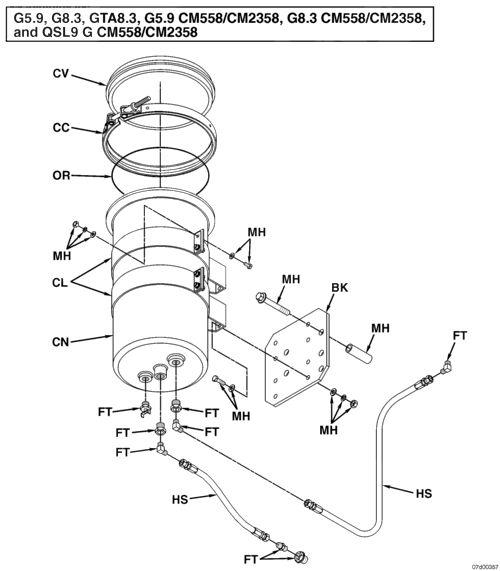 G5.9, G8.3, GTA8.3, G5.9 CM558/CM2358, G8.3 CM558/CM2358,
and QSL9 G CM558/CM2358
CV
CC
OR
MH
MH
CL
MH
BK
CN
MH
FT
FT
FT
MH
MH
FT
FT
FT
HS
HS
FT
07d00387